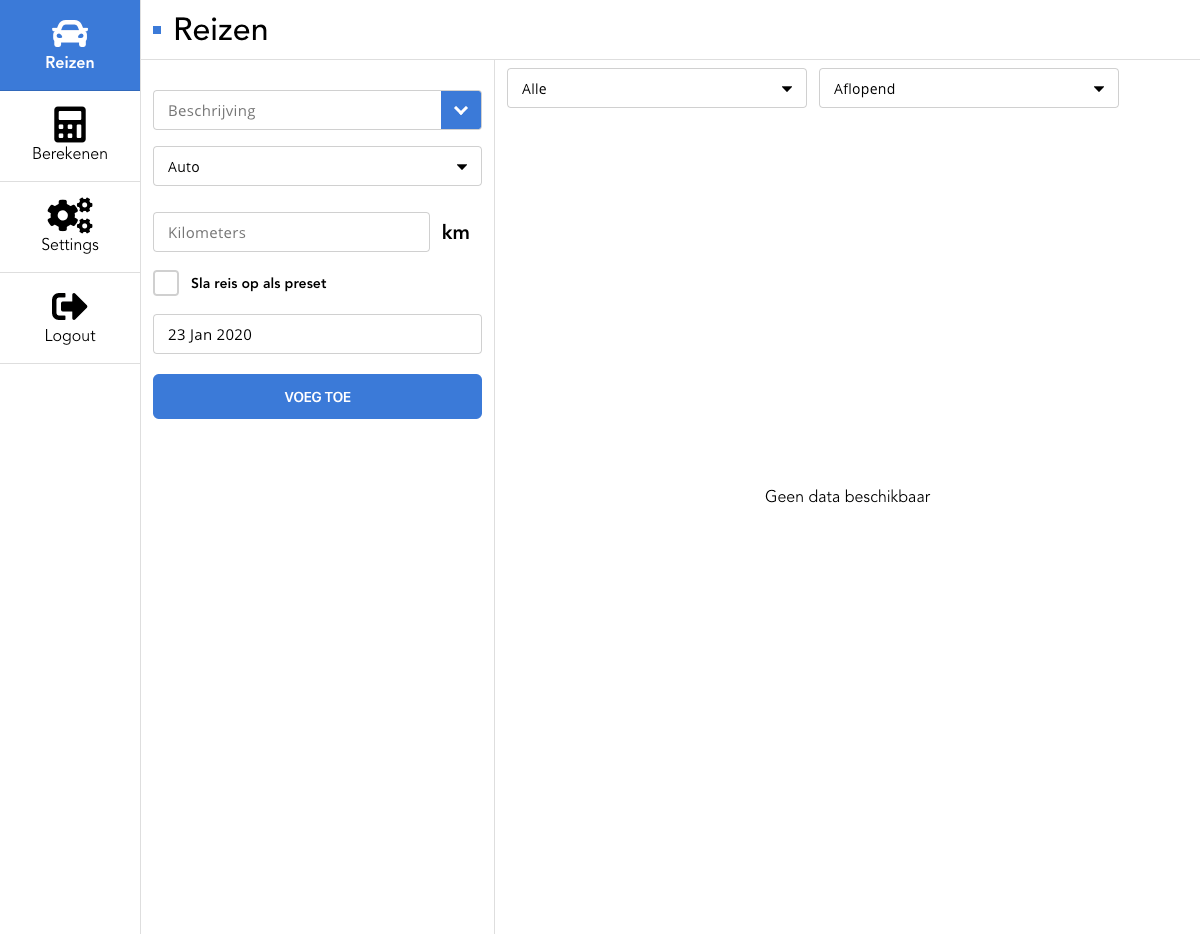 Reizen
Berekenen
Settings
Logout
Reizen
Beschrijving
Auto
Kilometers
km
Sla reis op als preset
23 Jan 2020
VOEG TOE
Alle
Aflopend
Geen data beschikbaar